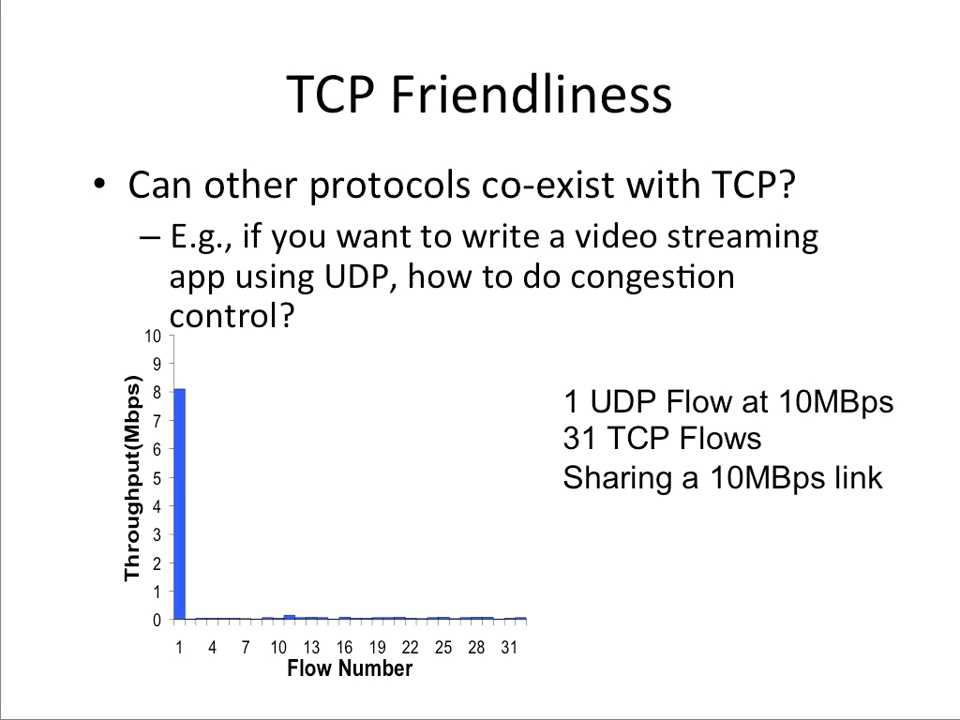 TCP Friendliness
• Can other protocols co-exist with TCP?
– E.g., if you want to write a video streaming
app using UDP, how to do congestion
control?
10
9
8
7
6
5
4
3
2
1
0
Throughput(Mbps)
1 4 7 10 13 16 19 22 25 28 31
Flow Number
1 UDP Flow at 10MBps
31 TCP Flows
Sharing a 10MBps link